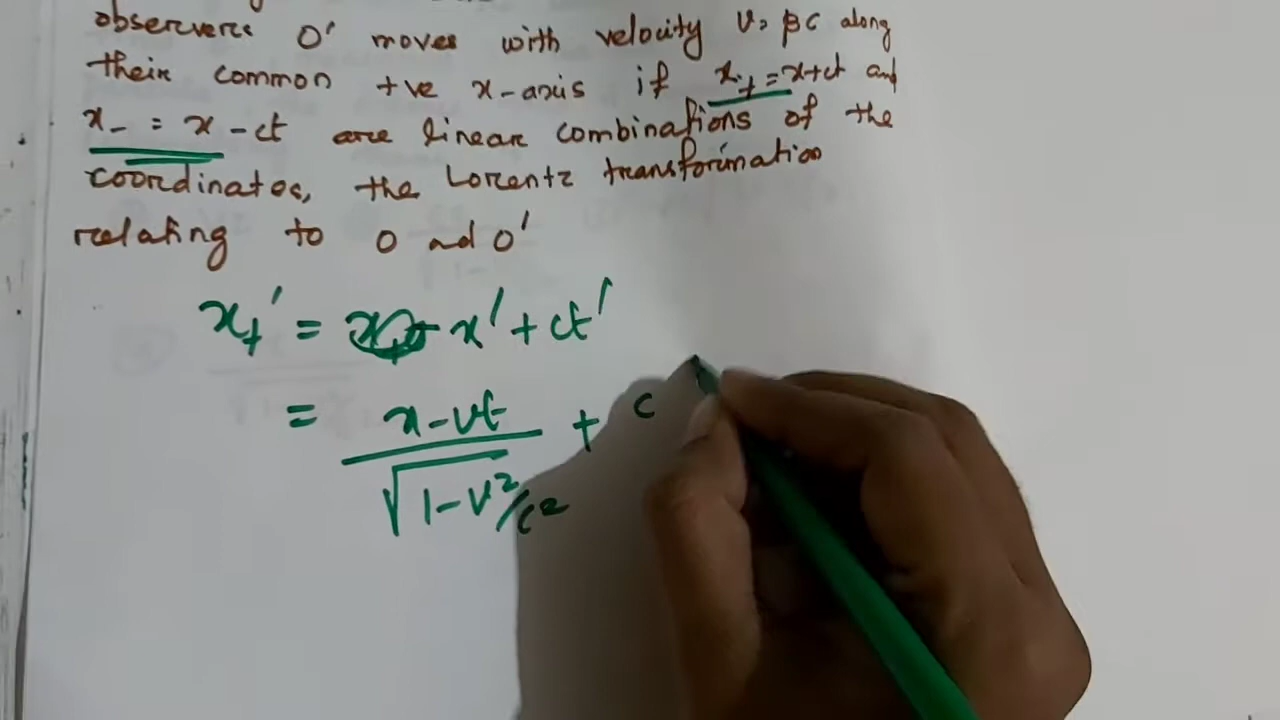 observers O' moves with velocity v = βc along
their common +ve x-axis if x₊ = x+ct and
x₋ = x - ct are linear combinations of the
coordinates, the Lorentz transformation
relating to O and O'
x₊' = x' + ct'
= x-vt / √1-v²/c² + c